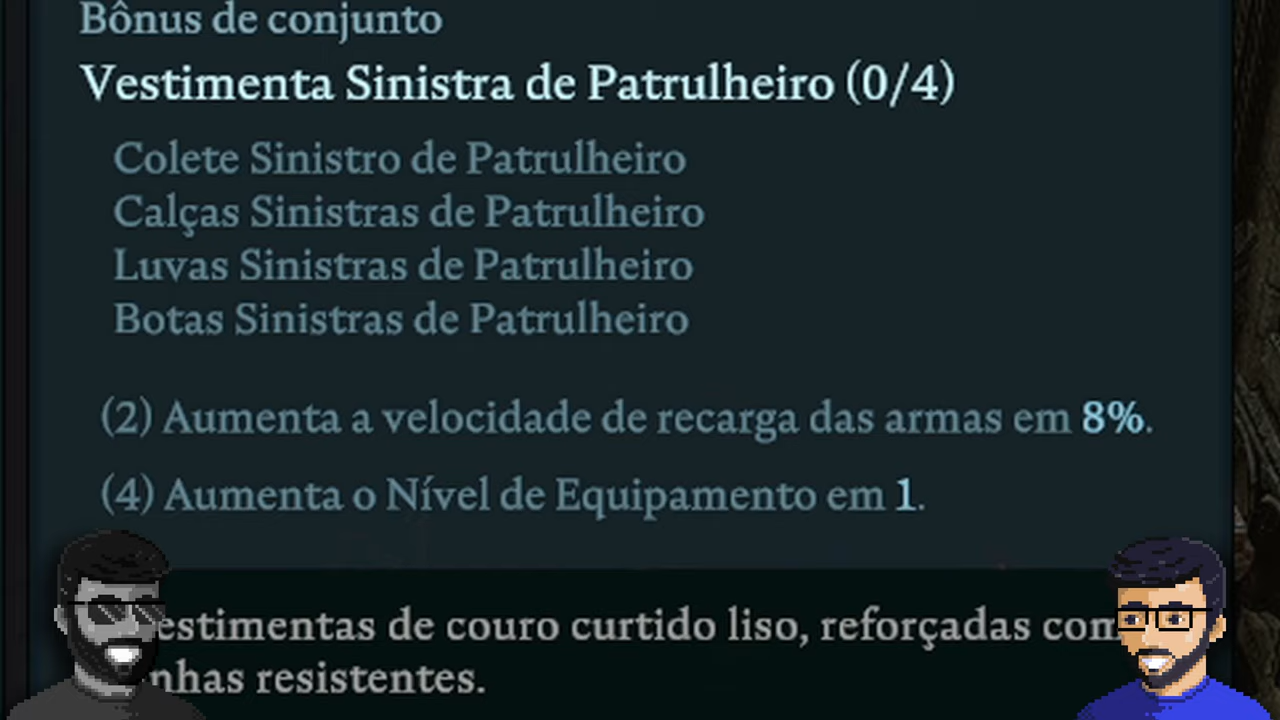 Bônus de conjunto
Vestimenta Sinistra de Patrulheiro (0/4)
Colete Sinistro de Patrulheiro
Calças Sinistras de Patrulheiro
Luvas Sinistras de Patrulheiro
Botas Sinistras de Patrulheiro
(2) Aumenta a velocidade de recarga das armas em 8%.
(4) Aumenta o Nível de Equipamento em 1.
estimentas de couro curtido liso, reforçadas com
nhas resistentes.